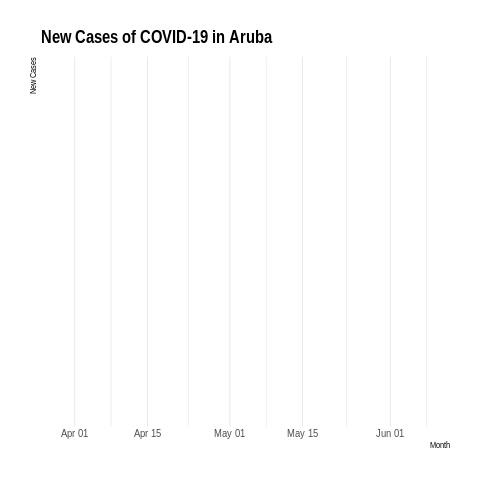 New Cases of COVID-19 in Aruba
New Cases
Apr 01
Apr 15
May 01
May 15
Jun 01
Month